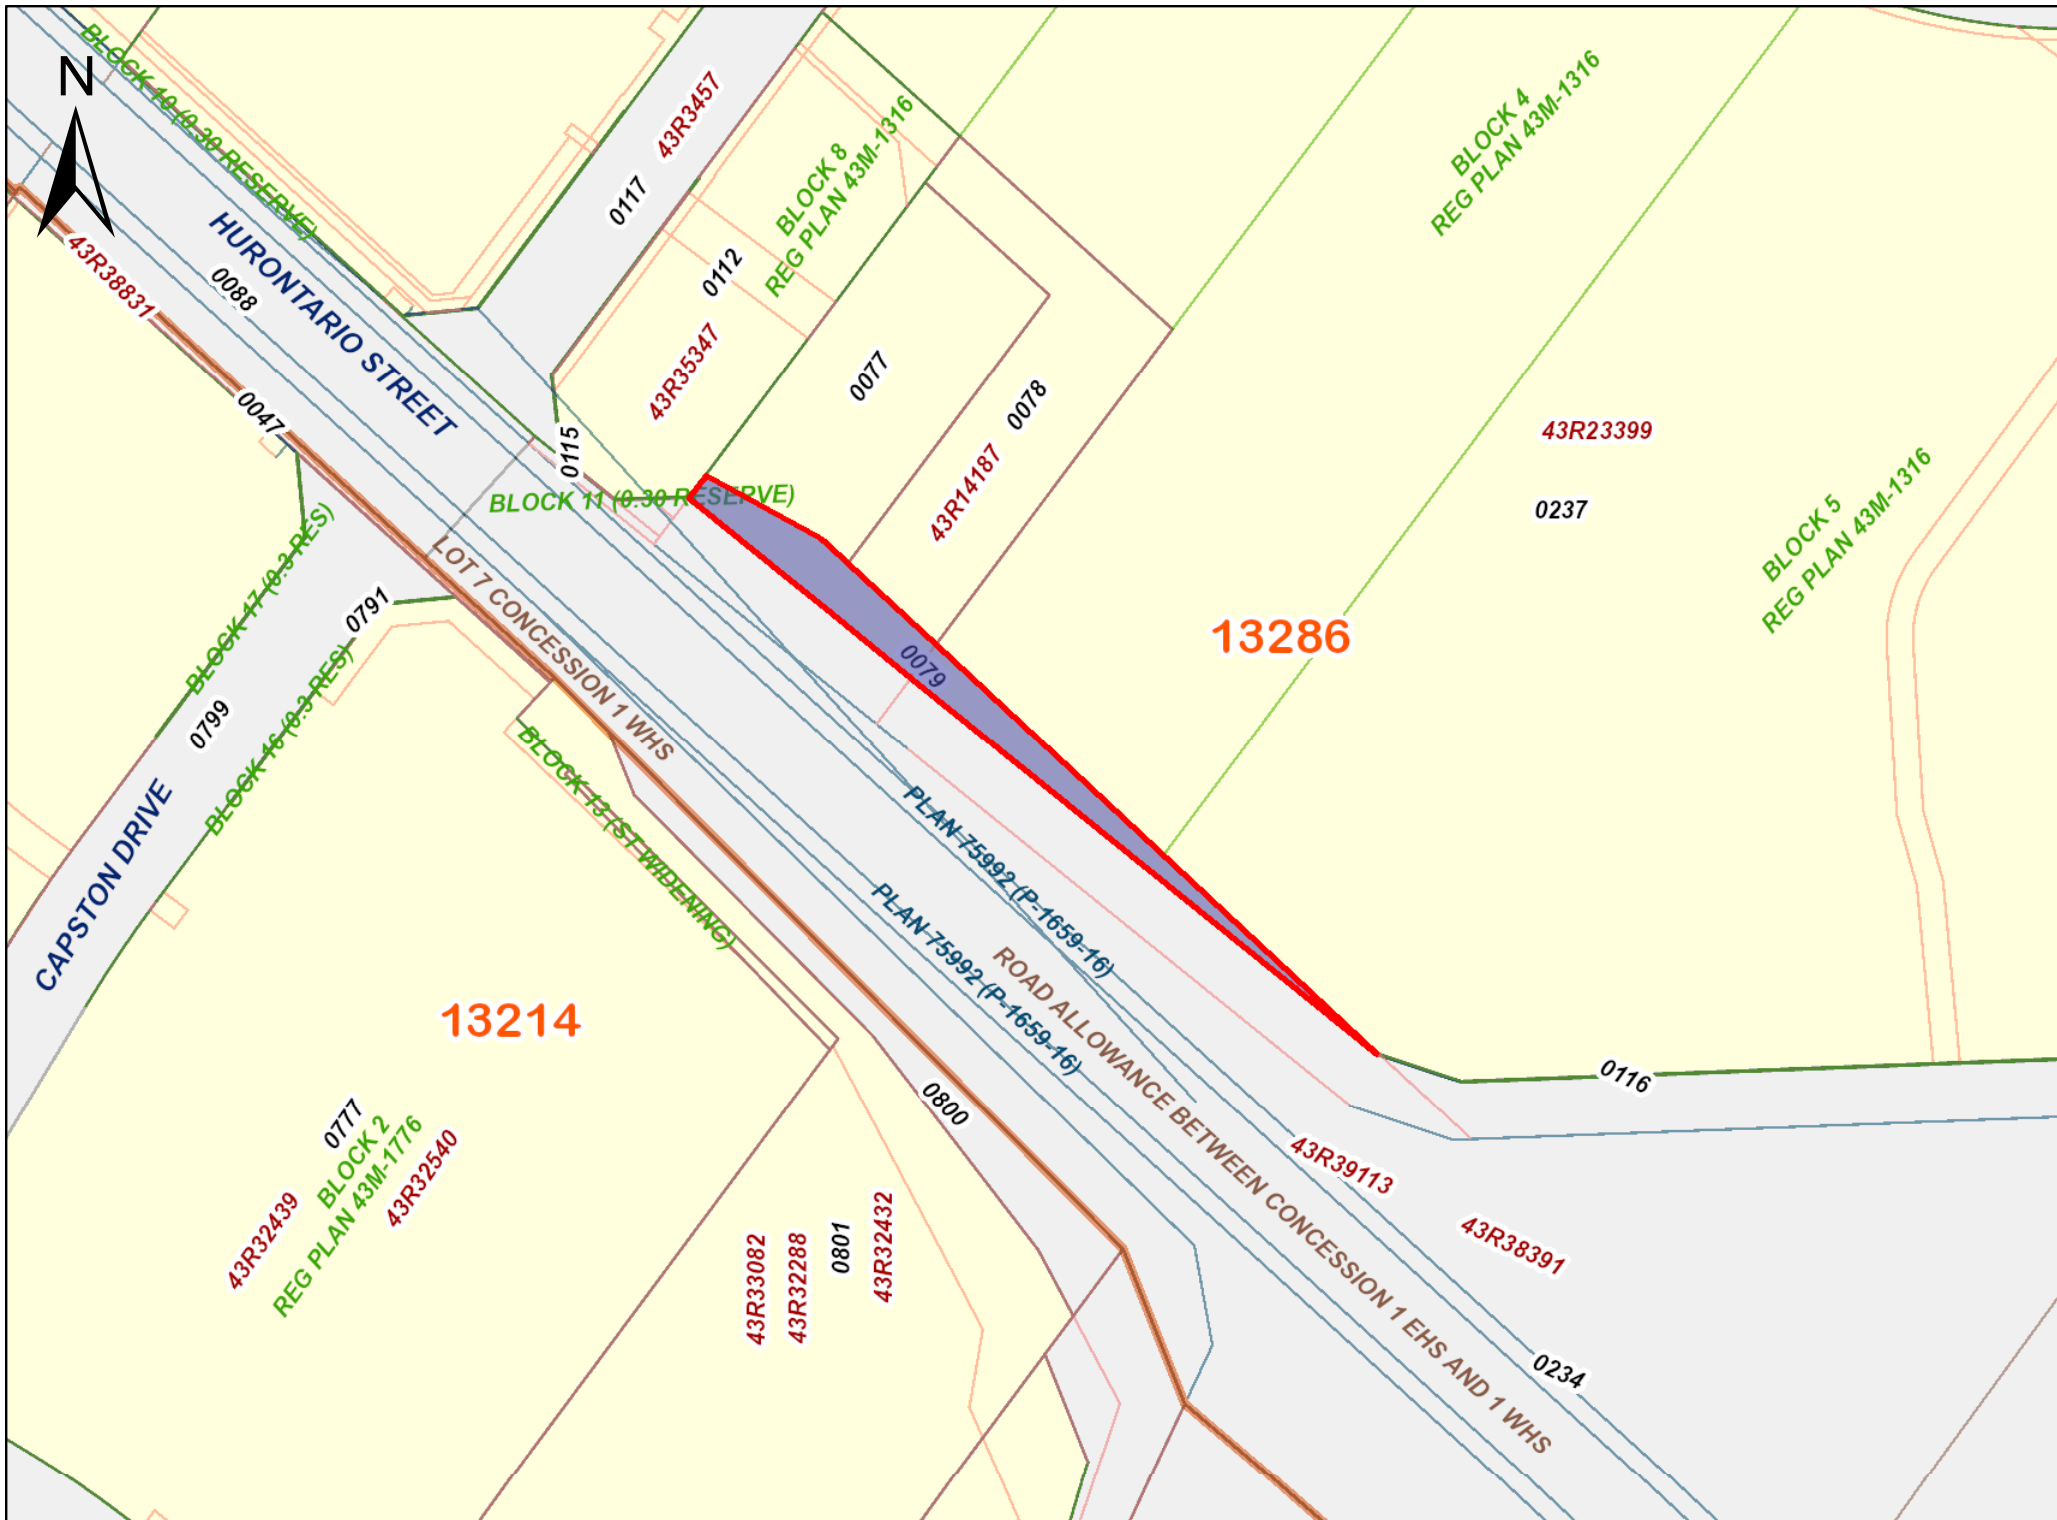 N
BLOCK 10 (0.30 RESERVE)
HURONTARIO STREET
0088
43R38831
0047
0117
43R3457
BLOCK 8
REG PLAN 43M-1316
0112
43R35347
0077
0078
43R14187
BLOCK 4
REG PLAN 43M-1316
43R23399
0237
BLOCK 5
REG PLAN 43M-1316
0115
BLOCK 11 (0.30 RESERVE)
13286
0079
LOT 7 CONCESSION 1 WHS
BLOCK 17 (0.3 RES)
0791
BLOCK 16 (0.3 RES)
0799
CAPSTON DRIVE
BLOCK 13 (ST WIDENING)
PLAN 75992 (P-1659-16)
PLAN 75992 (P-1659-16)
ROAD ALLOWANCE BETWEEN CONCESSION 1 EHS AND 1 WHS
13214
0116
0800
0777
BLOCK 2
REG PLAN 43M-1776
43R32439
43R32540
43R33082
43R32288
0801
43R32432
43R39113
43R38391
0234